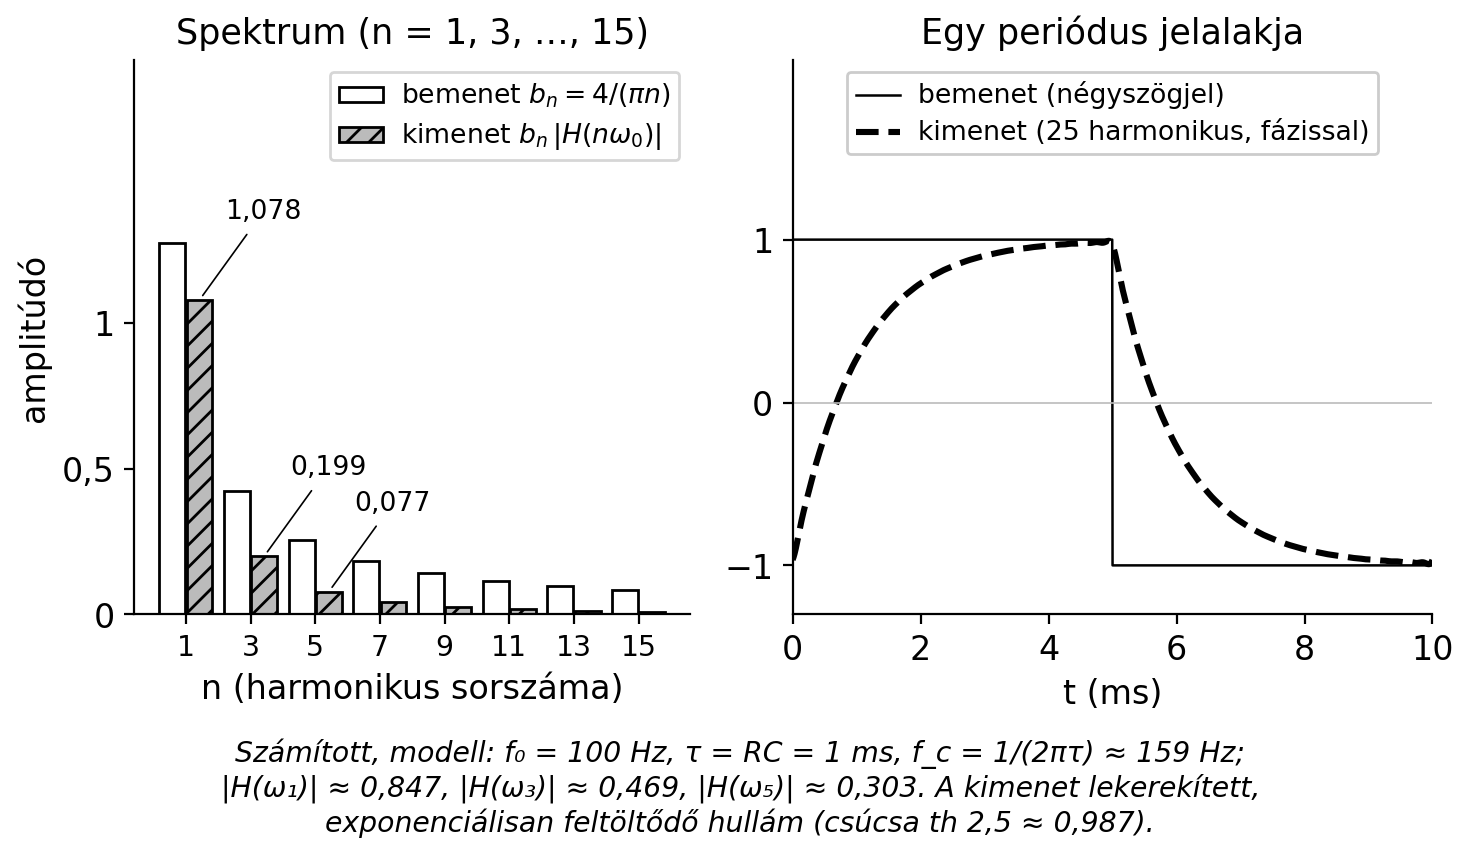 Spektrum (n = 1, 3, …, 15)
bemenet bₙ = 4/(πn)
kimenet bₙ |H(nω₀)|
1,078
0,199
0,077
amplitúdó
1
0,5
0
1 3 5 7 9 11 13 15
n (harmonikus sorszáma)
Egy periódus jelalakja
bemenet (négyszögjel)
kimenet (25 harmonikus, fázissal)
1
0
−1
0 2 4 6 8 10
t (ms)
Számított, modell: f₀ = 100 Hz, τ = RC = 1 ms, f_c = 1/(2πτ) ≈ 159 Hz;
|H(ω₁)| ≈ 0,847, |H(ω₃)| ≈ 0,469, |H(ω₅)| ≈ 0,303. A kimenet lekerekített,
exponenciálisan feltöltődő hullám (csúcsa th 2,5 ≈ 0,987).